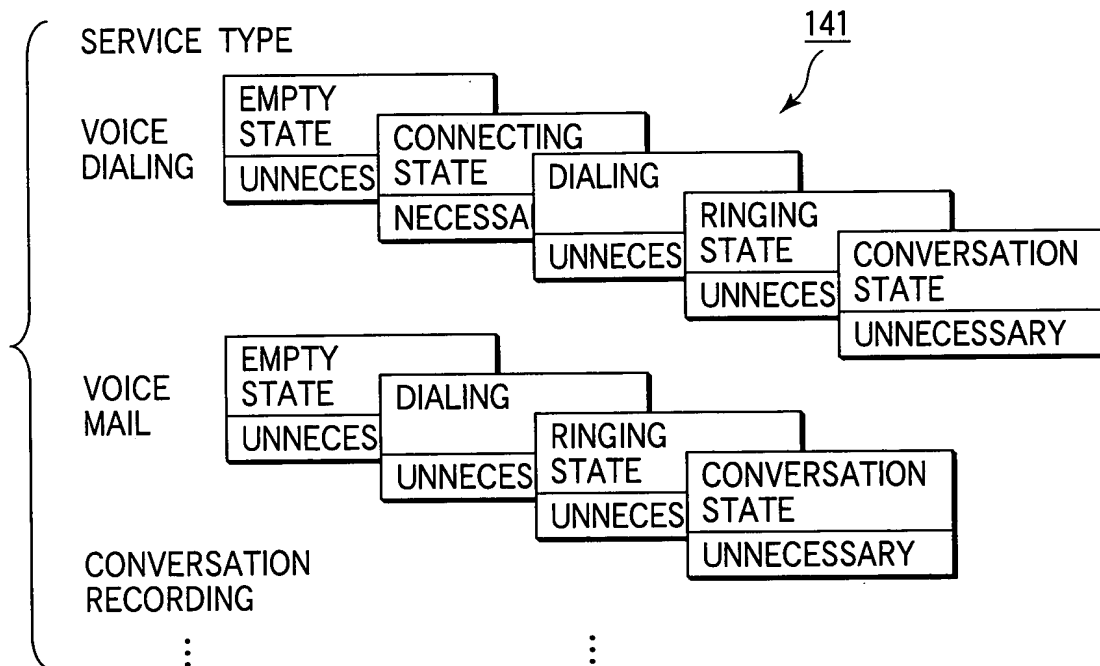 SERVICE TYPE
141
VOICE
DIALING
EMPTY
STATE
UNNECES
CONNECTING
STATE
NECESSA
DIALING
UNNECES
RINGING
STATE
UNNECES
CONVERSATION
STATE
UNNECESSARY
VOICE
MAIL
EMPTY
STATE
UNNECES
DIALING
UNNECES
RINGING
STATE
UNNECES
CONVERSATION
STATE
UNNECESSARY
CONVERSATION
RECORDING